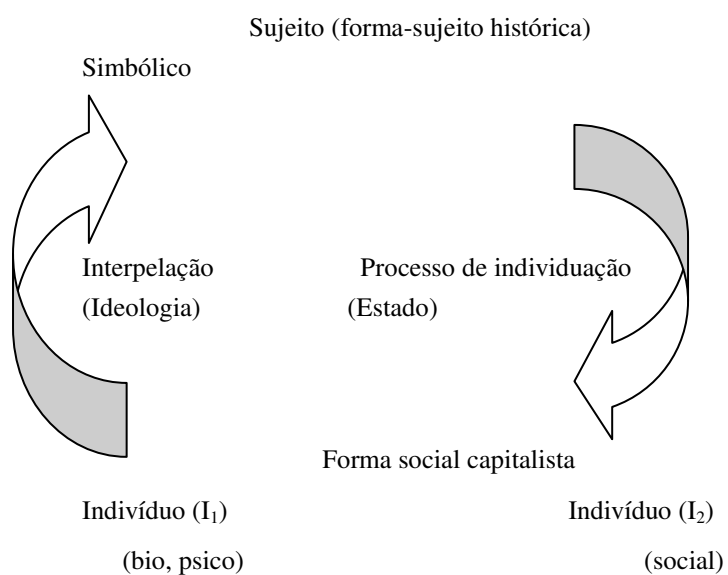 Sujeito (forma-sujeito histórica)
Simbólico
Interpelação Processo de individuação
(Ideologia) (Estado)
Forma social capitalista
Indivíduo (I₁) Indivíduo (I₂)
(bio, psico) (social)